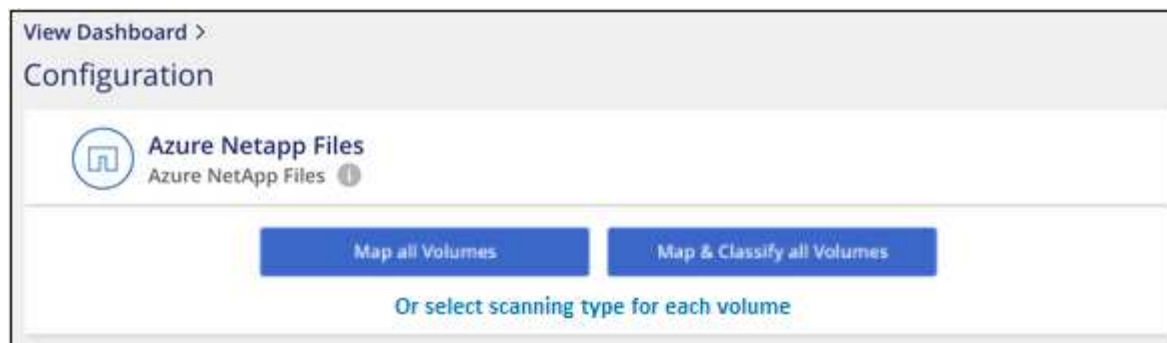 View Dashboard >
Configuration
Azure Netapp Files
Azure NetApp Files i
Map all Volumes Map & Classify all Volumes
Or select scanning type for each volume